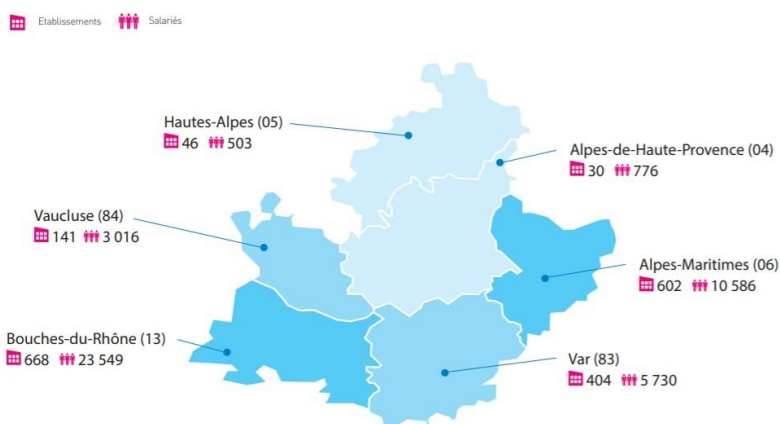 Etablissements Salariés
Hautes-Alpes (05)
46 503
Alpes-de-Haute-Provence (04)
30 776
Vaucluse (84)
141 3 016
Alpes-Maritimes (06)
602 10 586
Bouches-du-Rhône (13)
668 23 549
Var (83)
404 5 730